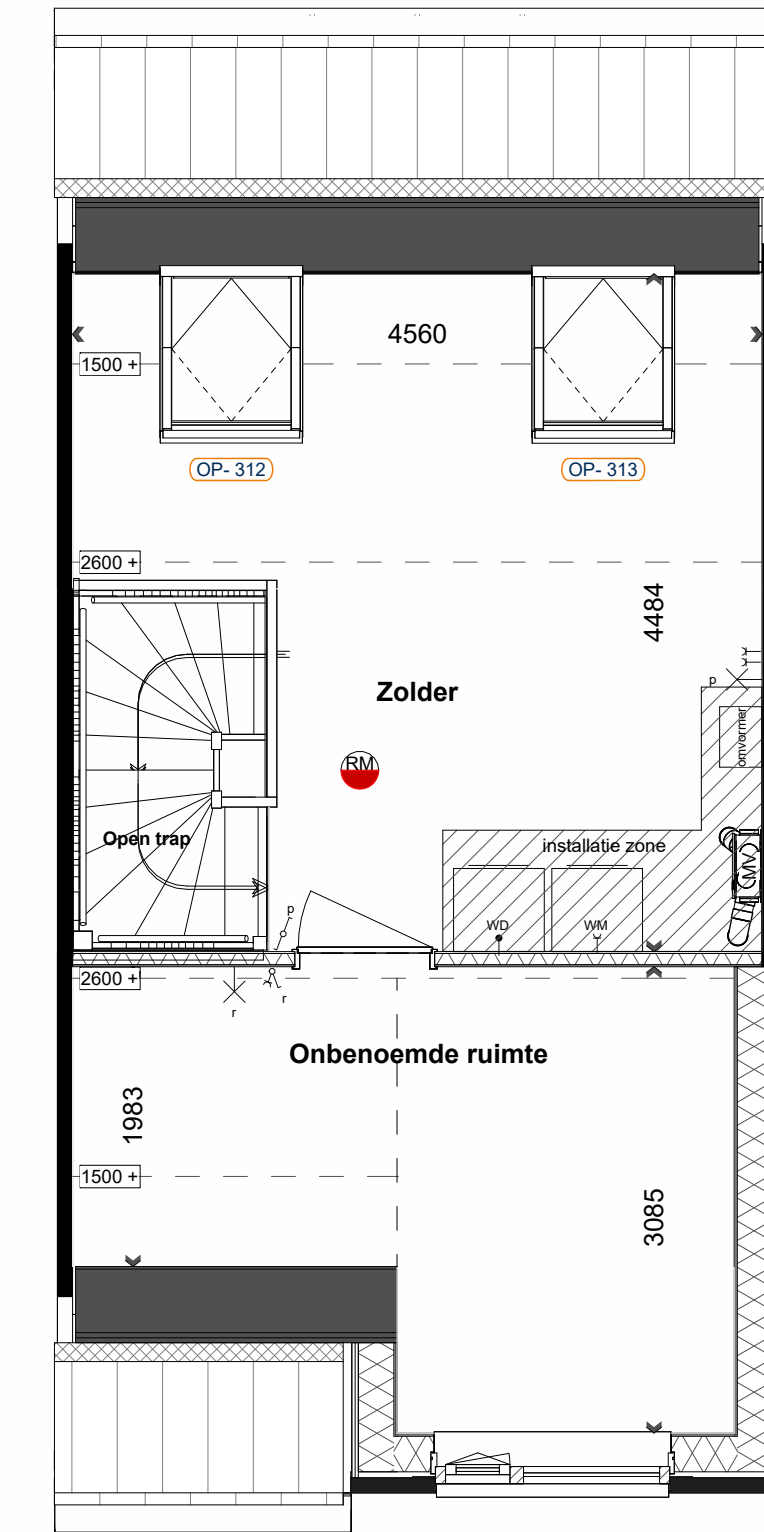 4560
1500 +
OP- 312
OP- 313
2600 +
4484
Zolder
p
omvormer
RM
Open trap
installatie zone
MV
WD
WM
p
2600 +
r
r
Onbenoemde ruimte
1983
1500 +
3085